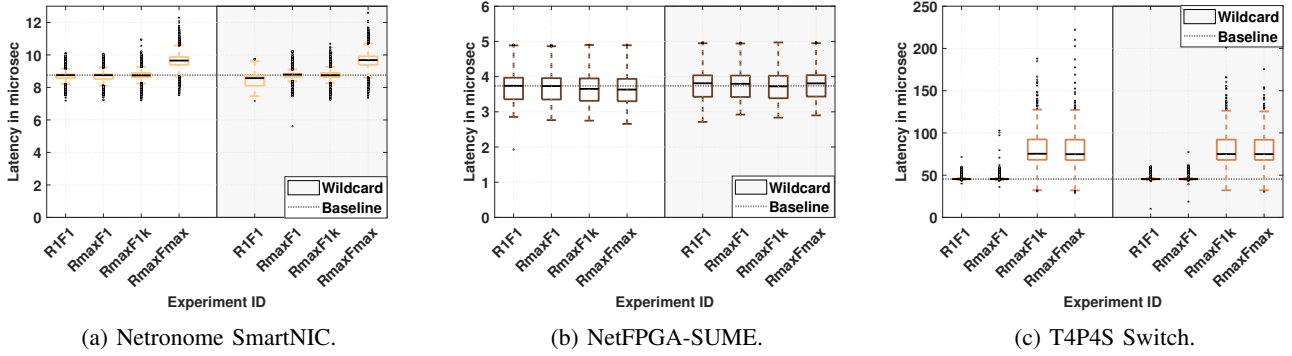 12
10
8
6
4
2
0
Latency in microsec
Wildcard
Baseline
R1F1
RmaxF1
RmaxF1k
RmaxFmax
R1F1
RmaxF1
RmaxF1k
RmaxFmax
Experiment ID
(a) Netronome SmartNIC.
6
5
4
3
2
1
0
Latency in microsec
Wildcard
Baseline
R1F1
RmaxF1
RmaxF1k
RmaxFmax
R1F1
RmaxF1
RmaxF1k
RmaxFmax
Experiment ID
(b) NetFPGA-SUME.
250
200
150
100
50
0
Latency in microsec
Wildcard
Baseline
R1F1
RmaxF1
RmaxF1k
RmaxFmax
R1F1
RmaxF1
RmaxF1k
RmaxFmax
Experiment ID
(c) T4P4S Switch.